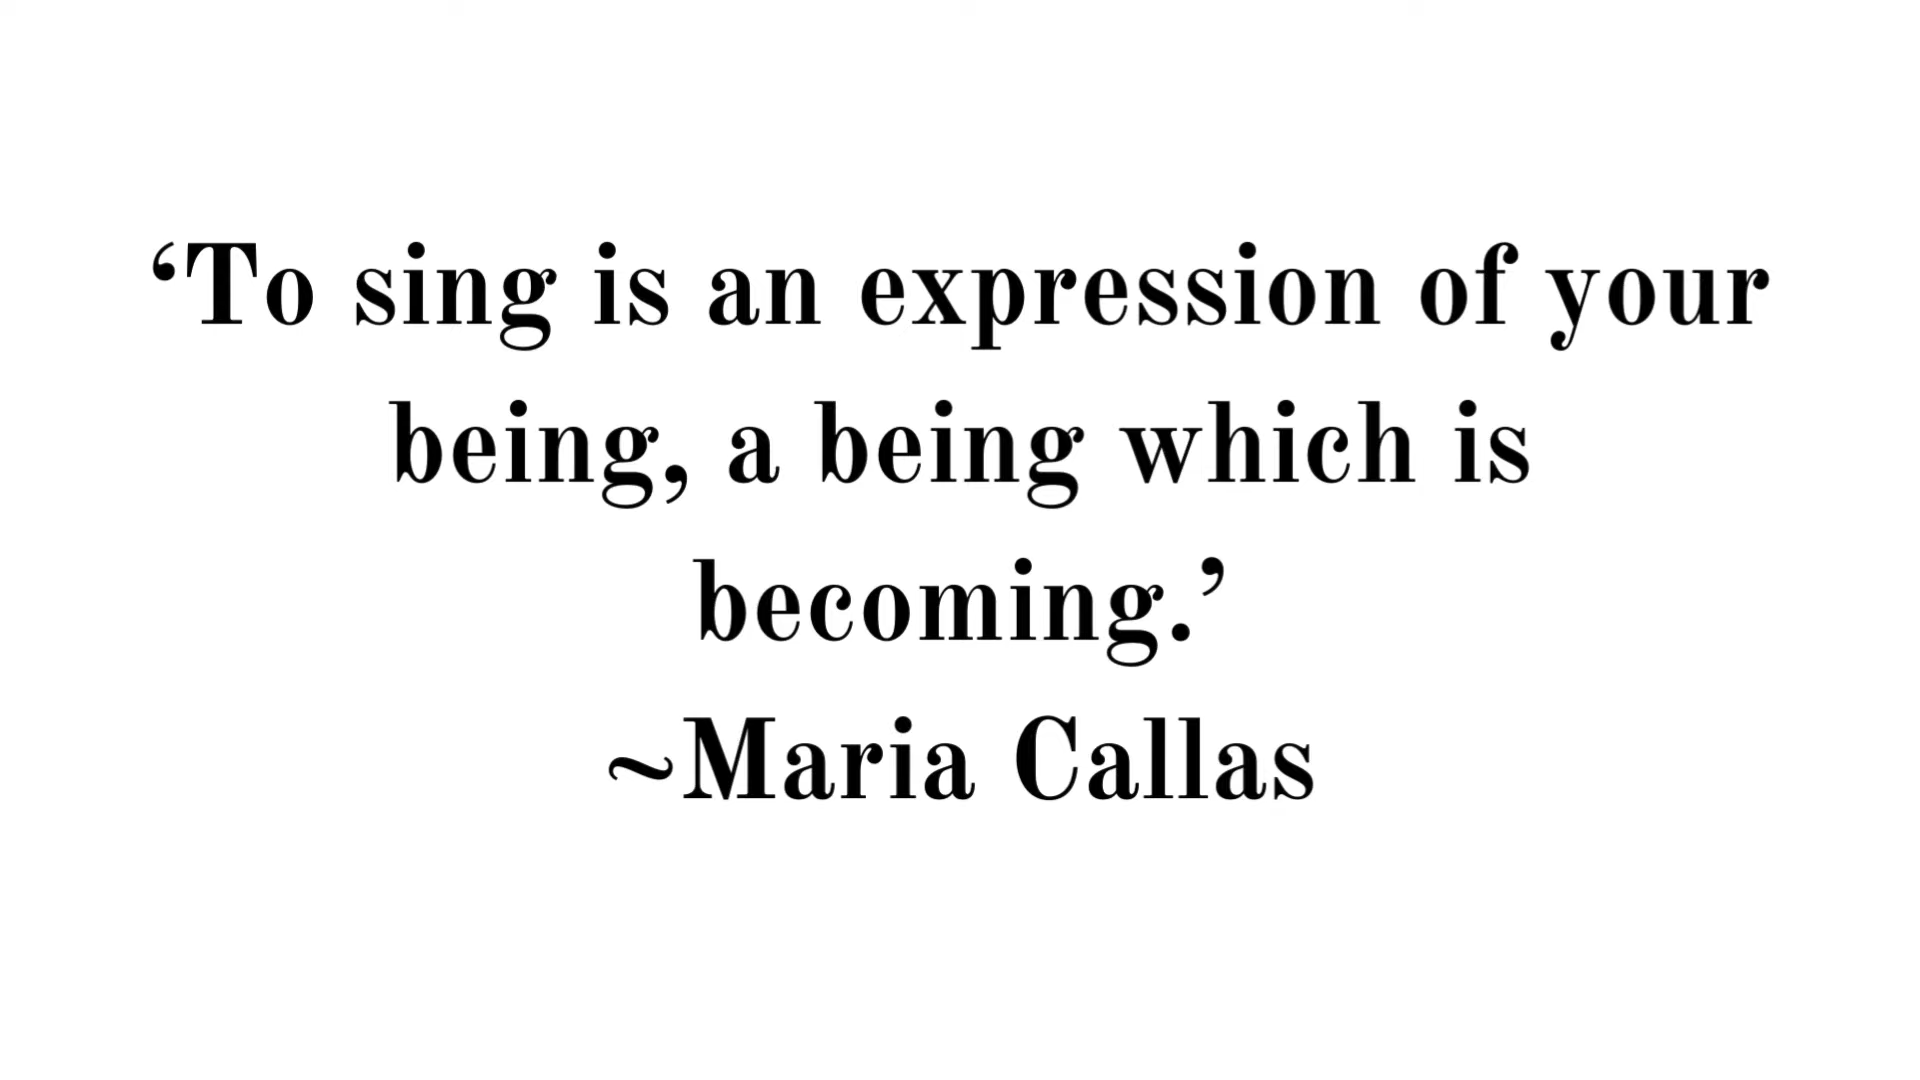 ‘To sing is an expression of your
being, a being which is
becoming.’
~Maria Callas